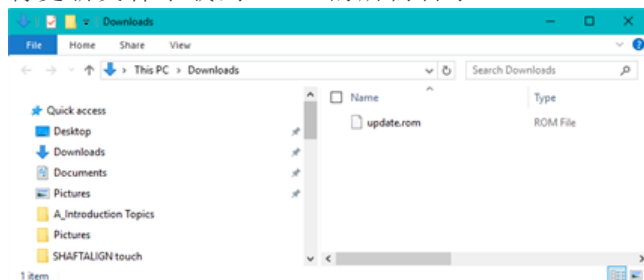 Downloads
File Home Share View
This PC > Downloads
Search Downloads
Name Type
Quick access
Desktop
Downloads
Documents
Pictures
A_Introduction Topics
Pictures
SHAFTALIGN touch
update.rom ROM File
1 item